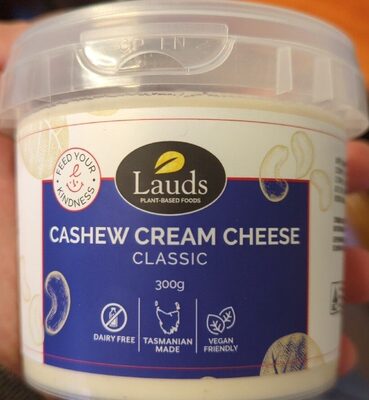 FEED YOUR
KINDNESS
Lauds
PLANT-BASED FOODS
CASHEW CREAM CHEESE
CLASSIC
300g
DAIRY FREE
TASMANIAN
MADE
VEGAN
FRIENDLY